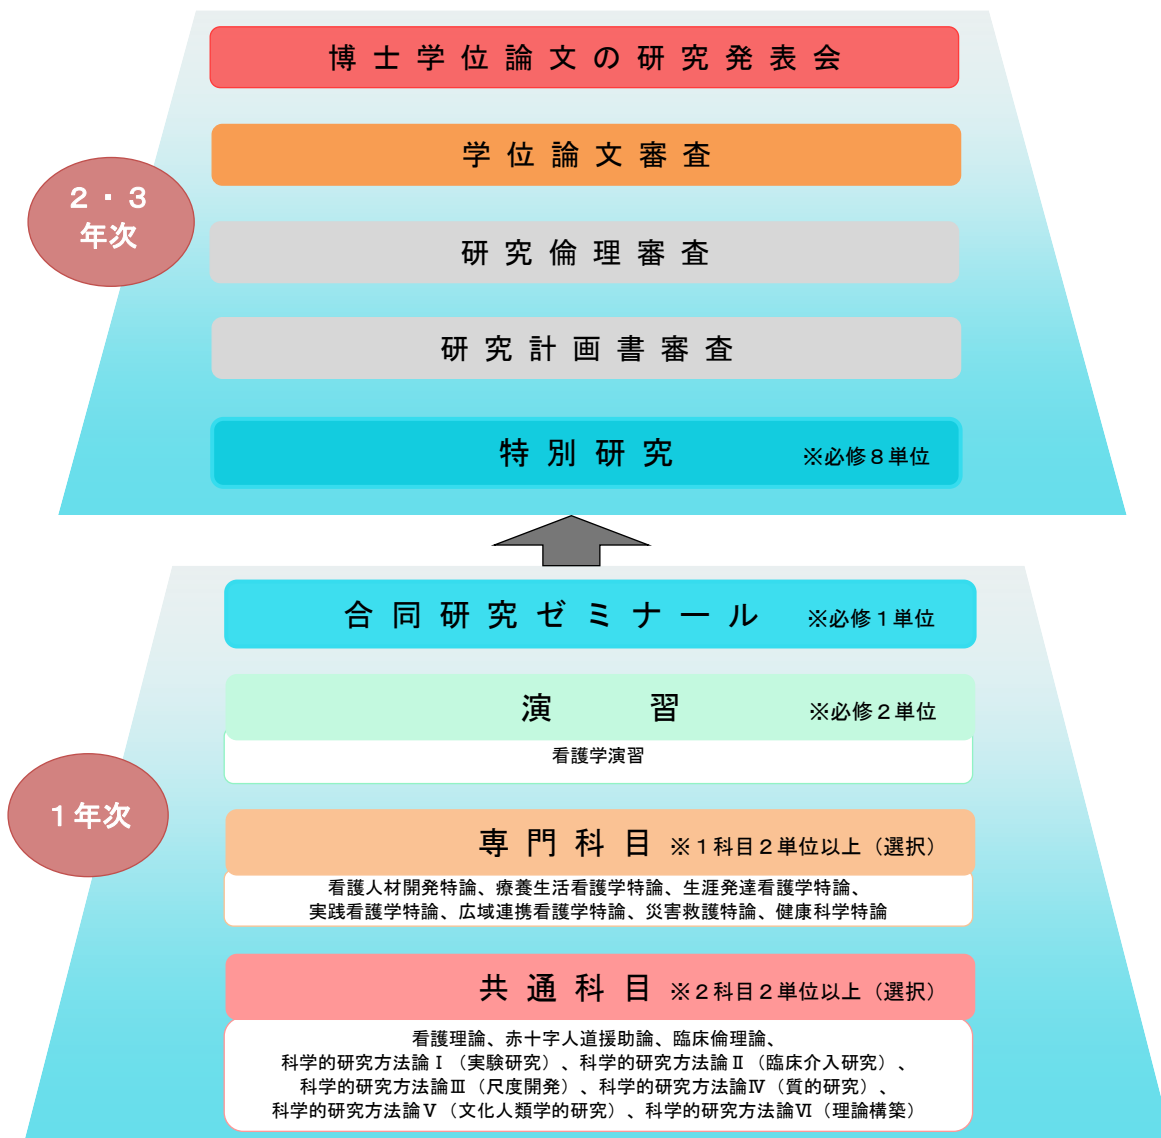 博士学位論文の研究発表会
学位論文審査
２・３
年次
研究倫理審査
研究計画書審査
特別研究 ※必修８単位
合同研究ゼミナール ※必修１単位
演習 ※必修２単位
看護学演習
１年次
専門科目 ※１科目２単位以上（選択）
看護人材開発特論、療養生活看護学特論、生涯発達看護学特論、
実践看護学特論、広域連携看護学特論、災害救護特論、健康科学特論
共通科目 ※２科目２単位以上（選択）
看護理論、赤十字人道援助論、臨床倫理論、
科学的研究方法論Ⅰ（実験研究）、科学的研究方法論Ⅱ（臨床介入研究）、
科学的研究方法論Ⅲ（尺度開発）、科学的研究方法論Ⅳ（質的研究）、
科学的研究方法論Ⅴ（文化人類学的研究）、科学的研究方法論Ⅵ（理論構築）